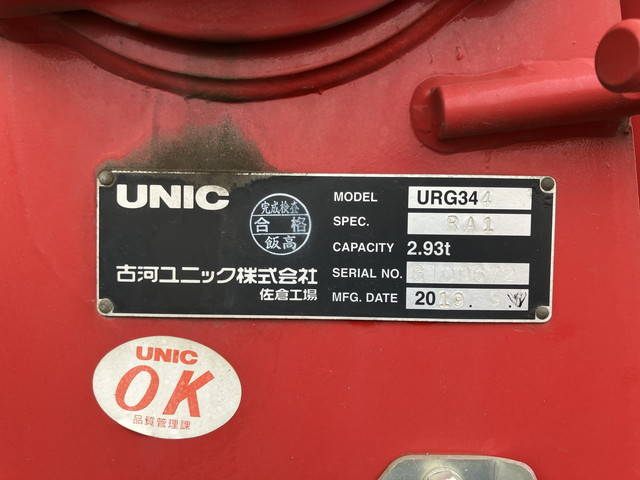 UNIC
完成検査
合格
飯高
古河ユニック株式会社
佐倉工場
MODEL URG344
SPEC. RA1
CAPACITY 2.93t
SERIAL NO.
MFG. DATE 2019.
UNIC
OK
品質管理課